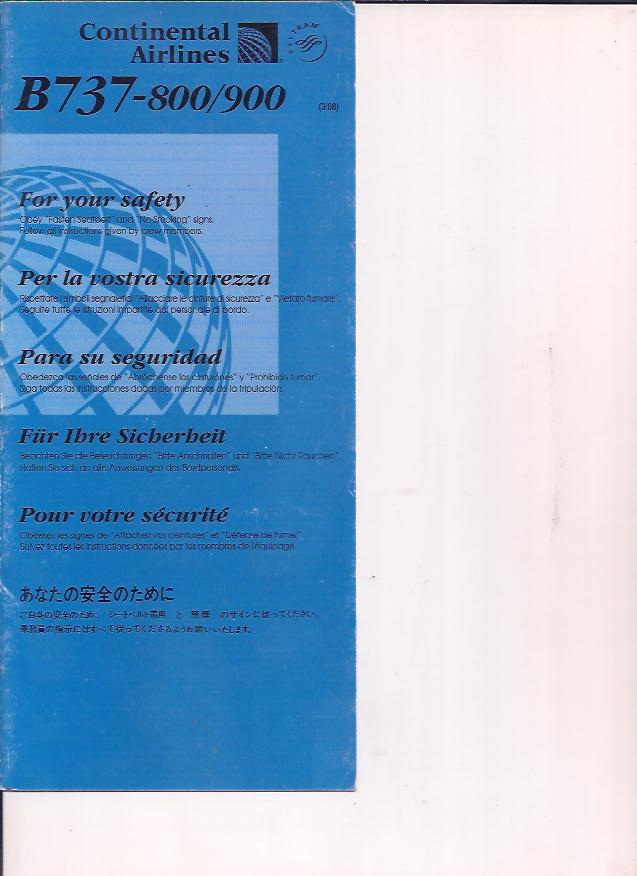 Continental
Airlines
SKYTEAM
B737-800/900
(3/08)
For your safety
Obey "Fasten Seatbelt" and "No Smoking" signs.
Follow all instructions given by crew members.
Per la vostra sicurezza
Rispettate i simboli segnaletici "Allacciare le cinture di sicurezza" e "Vietato fumare".
Seguite tutte le istruzioni impartite dal personale di bordo.
Para su seguridad
Obedezca las señales de "Abróchense los cinturones" y "Prohibido fumar".
Siga todas las instrucciones dadas por miembros de la tripulación.
Für Ihre Sicherheit
Beachten Sie die Beleuchtungen "Bitte Anschnallen" und "Bitte Nicht Rauchen".
Halten Sie sich an alle Anweisungen des Bordpersonals.
Pour votre sécurité
Obéissez les signes de "Attachez vos ceintures" et "Défense de fumer".
Suivez toutes les instructions données par les membres de l'équipage.
あなたの安全のために
ご自身の安全のため、「シートベルト着用」と「禁煙」のサインに従ってください。
乗務員の指示にはすべて従ってくださるようお願いいたします。